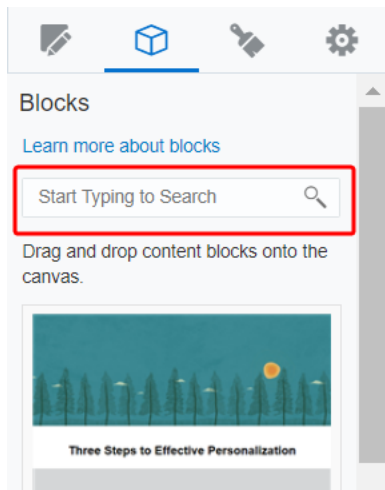 Blocks
Learn more about blocks
Start Typing to Search
Drag and drop content blocks onto the
canvas.
Three Steps to Effective Personalization